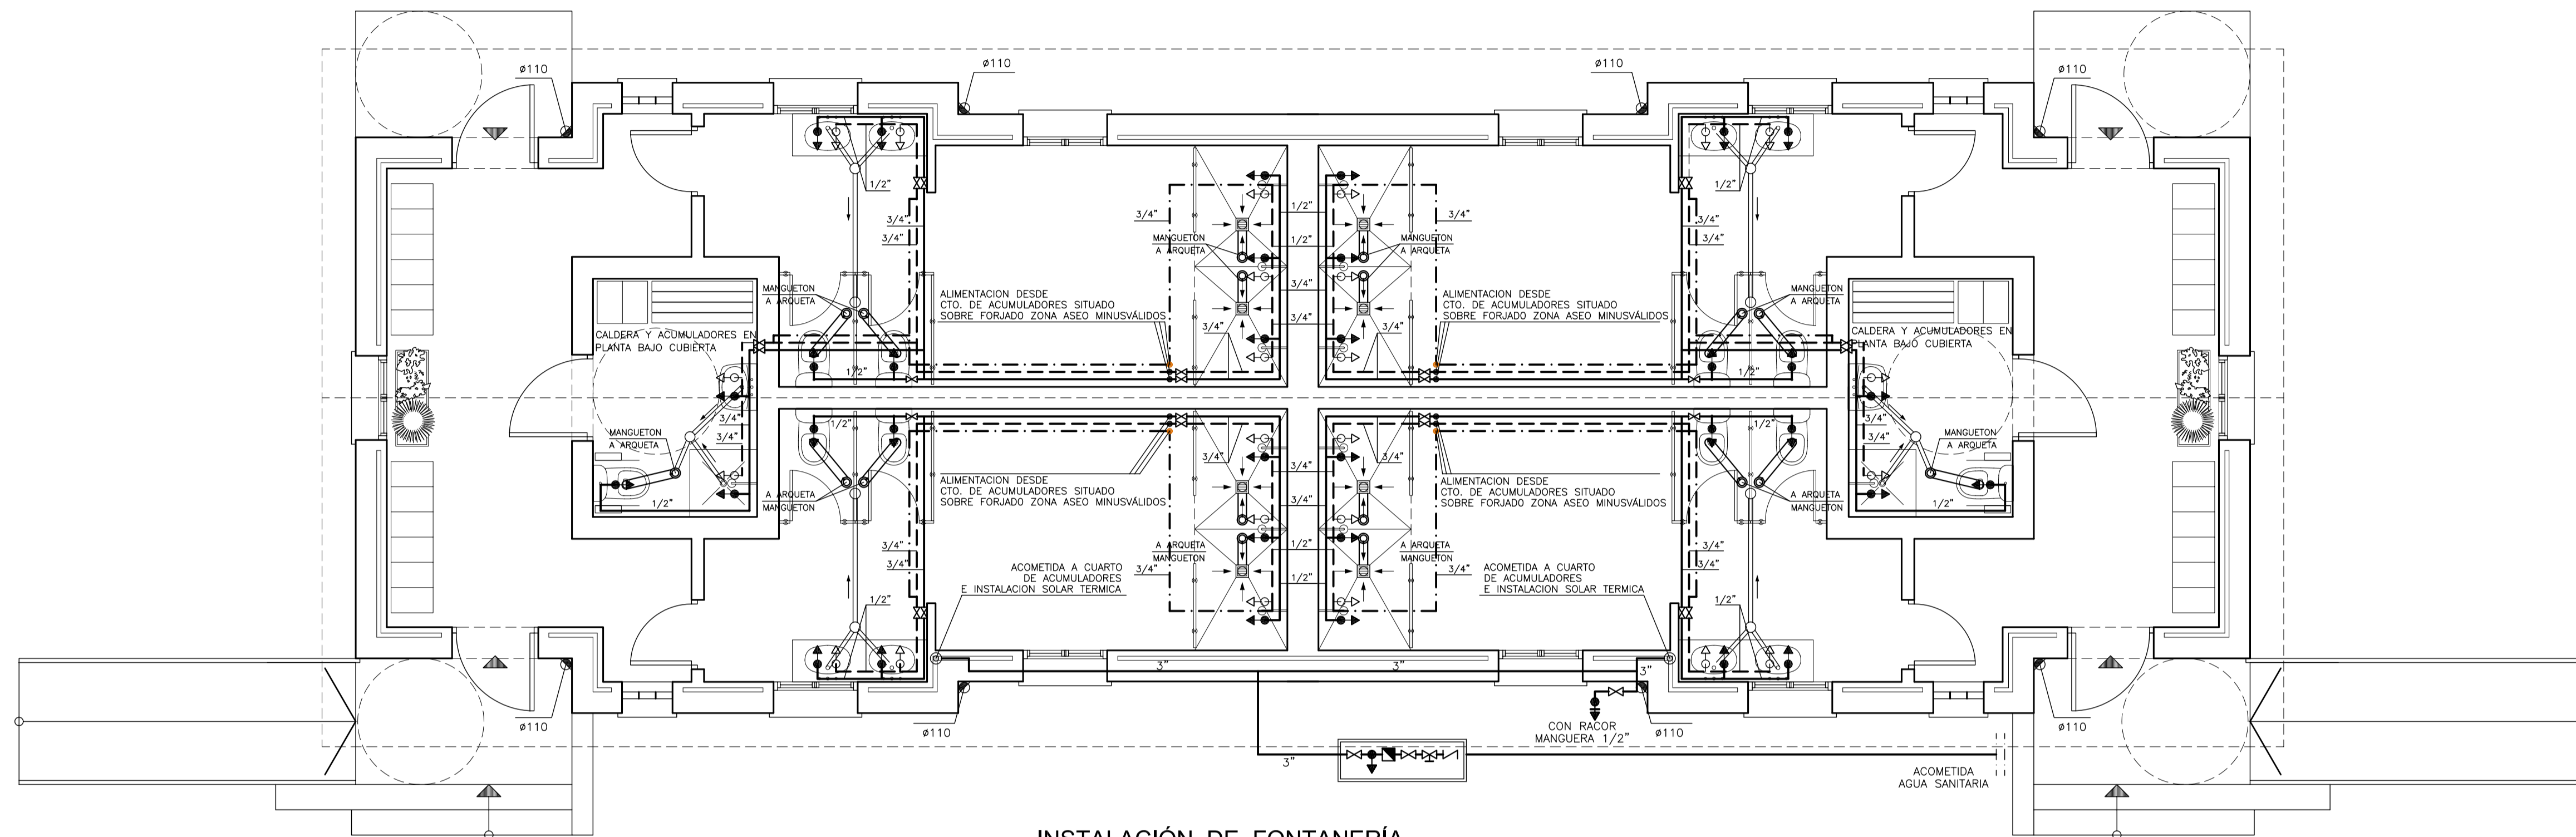 ø110
ø110
ø110
ø110
1/2"
1/2"
3/4"
3/4"
3/4"
1/2"
3/4"
3/4"
3/4"
1/2"
3/4"
3/4"
MANGUETON
A ARQUETA
MANGUETON
A ARQUETA
MANGUETON
A ARQUETA
MANGUETON
A ARQUETA
ALIMENTACION DESDE
CTO. DE ACUMULADORES SITUADO
SOBRE FORJADO ZONA ASEO MINUSVÁLIDOS
ALIMENTACION DESDE
CTO. DE ACUMULADORES SITUADO
SOBRE FORJADO ZONA ASEO MINUSVÁLIDOS
3/4"
3/4"
3/4"
3/4"
CALDERA Y ACUMULADORES EN
PLANTA BAJO CUBIERTA
CALDERA Y ACUMULADORES EN
PLANTA BAJO CUBIERTA
1/2"
1/2"
3/4"
3/4"
3/4"
3/4"
MANGUETON
A ARQUETA
MANGUETON
A ARQUETA
1/2"
1/2"
1/2"
1/2"
3/4"
3/4"
3/4"
3/4"
ALIMENTACION DESDE
CTO. DE ACUMULADORES SITUADO
SOBRE FORJADO ZONA ASEO MINUSVÁLIDOS
ALIMENTACION DESDE
CTO. DE ACUMULADORES SITUADO
SOBRE FORJADO ZONA ASEO MINUSVÁLIDOS
A ARQUETA
MANGUETON
A ARQUETA
MANGUETON
3/4"
3/4"
1/2"
3/4"
3/4"
A ARQUETA
MANGUETON
A ARQUETA
MANGUETON
3/4"
3/4"
1/2"
ACOMETIDA A CUARTO
DE ACUMULADORES
E INSTALACION SOLAR TERMICA
ACOMETIDA A CUARTO
DE ACUMULADORES
E INSTALACION SOLAR TERMICA
1/2"
1/2"
3"
3"
3"
ø110
ø110
ø110
ø110
CON RACOR
MANGUERA 1/2"
3"
ACOMETIDA
AGUA SANITARIA
INSTALACIÓN DE FONTANERÍA